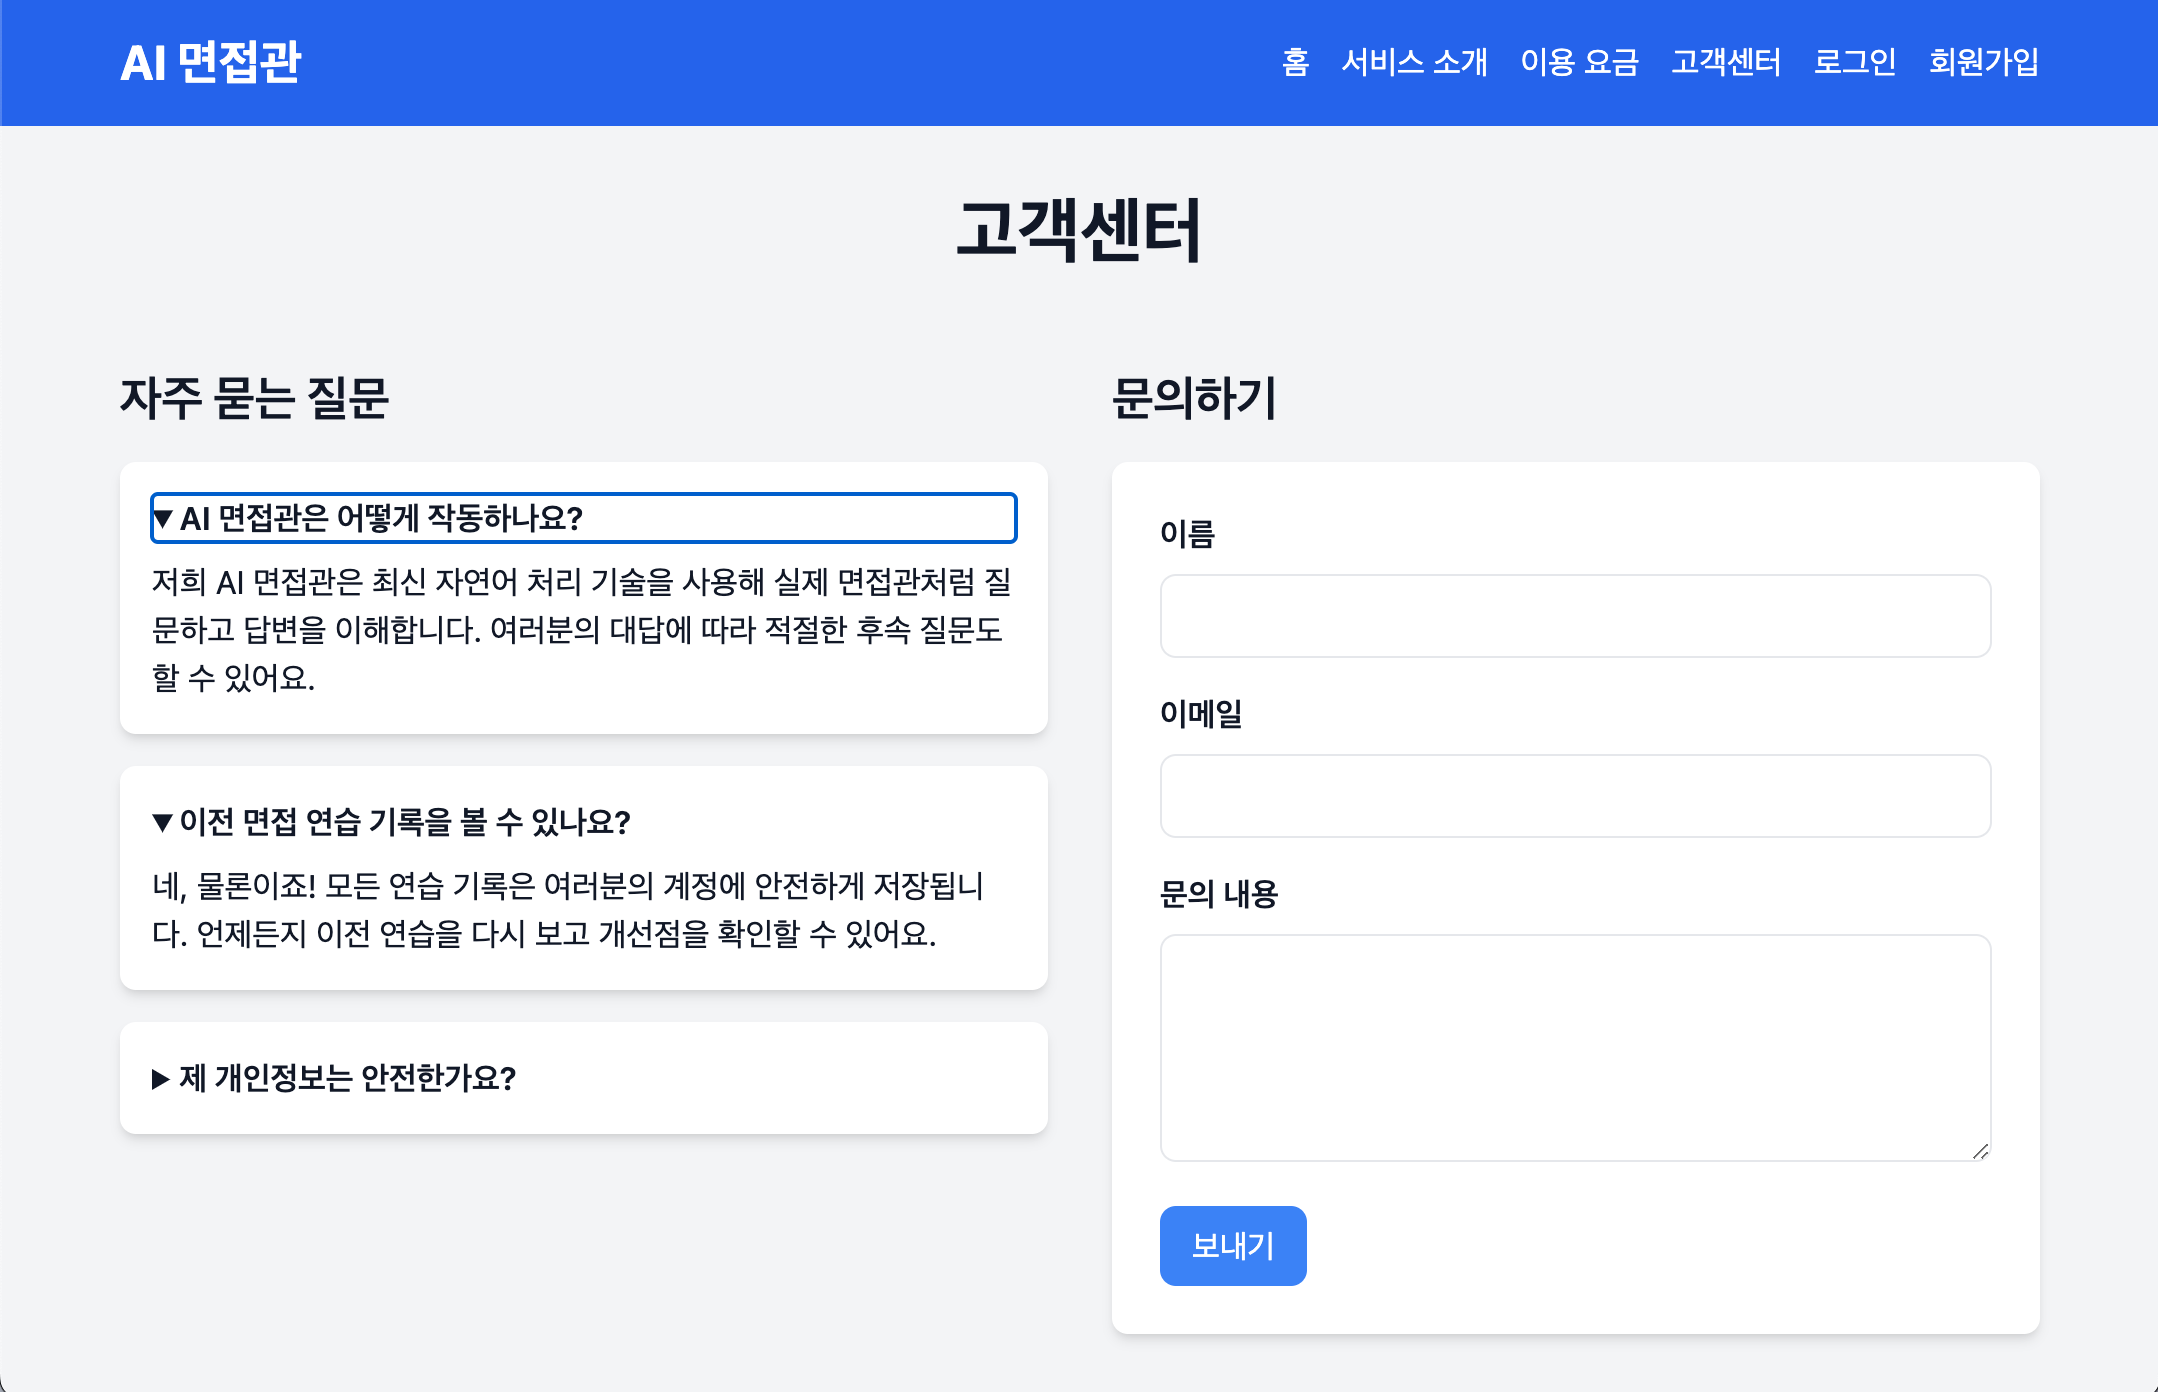 AI 면접관
홈 서비스 소개 이용 요금 고객센터 로그인 회원가입
고객센터
자주 묻는 질문
▼ AI 면접관은 어떻게 작동하나요?
저희 AI 면접관은 최신 자연어 처리 기술을 사용해 실제 면접관처럼 질
문하고 답변을 이해합니다. 여러분의 대답에 따라 적절한 후속 질문도
할 수 있어요.
▼ 이전 면접 연습 기록을 볼 수 있나요?
네, 물론이죠! 모든 연습 기록은 여러분의 계정에 안전하게 저장됩니
다. 언제든지 이전 연습을 다시 보고 개선점을 확인할 수 있어요.
▶ 제 개인정보는 안전한가요?
문의하기
이름
이메일
문의 내용
보내기